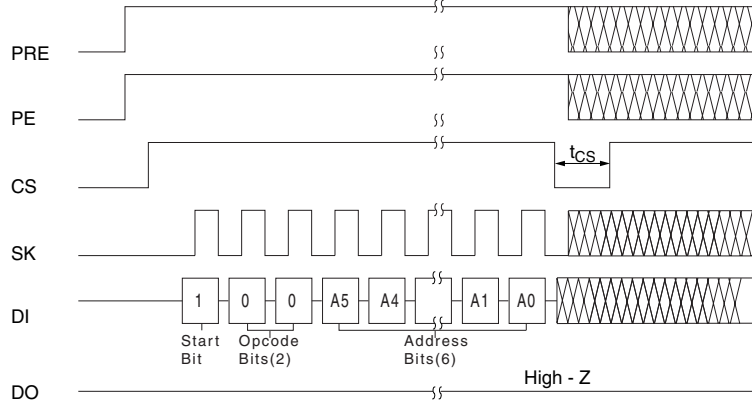 PRE
PE
tCS
CS
SK
1 0 0 A5 A4 A1 A0
DI
Start Opcode Address
Bit Bits(2) Bits(6)
High - Z
DO